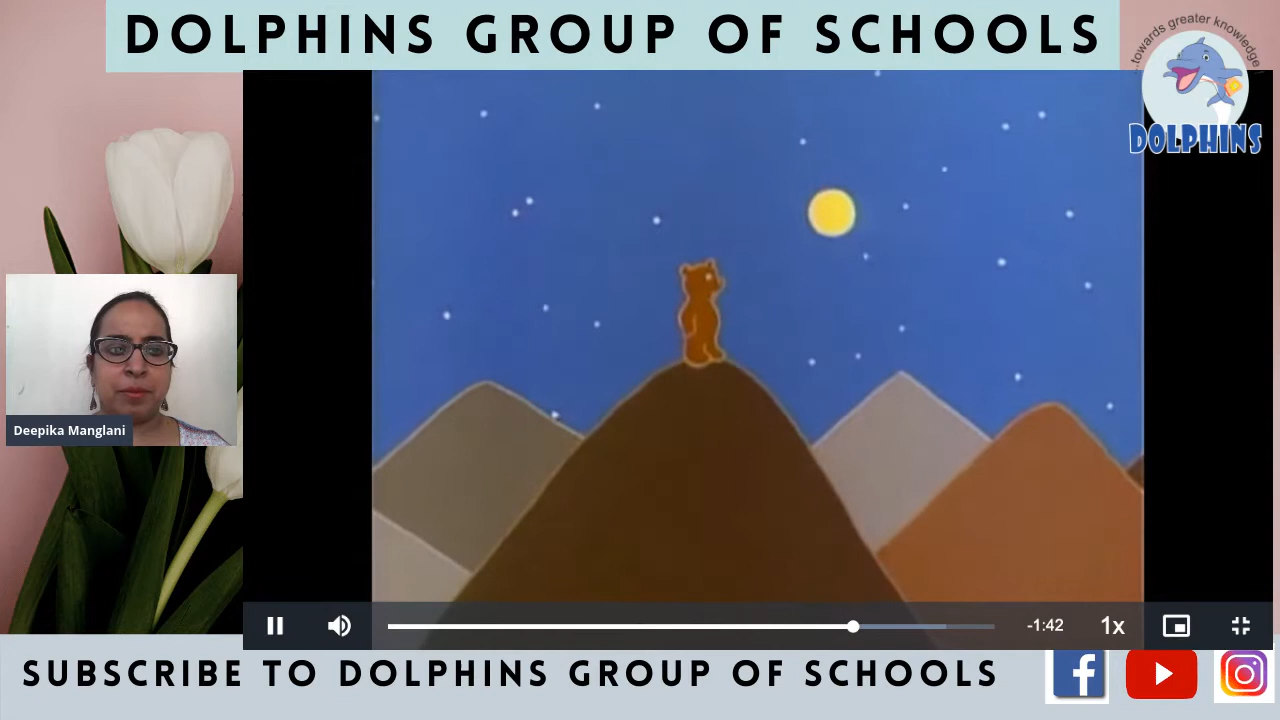 DOLPHINS GROUP OF SCHOOLS
...towards greater knowledge
DOLPHINS
Deepika Manglani
-1:42
1x
SUBSCRIBE TO DOLPHINS GROUP OF SCHOOLS